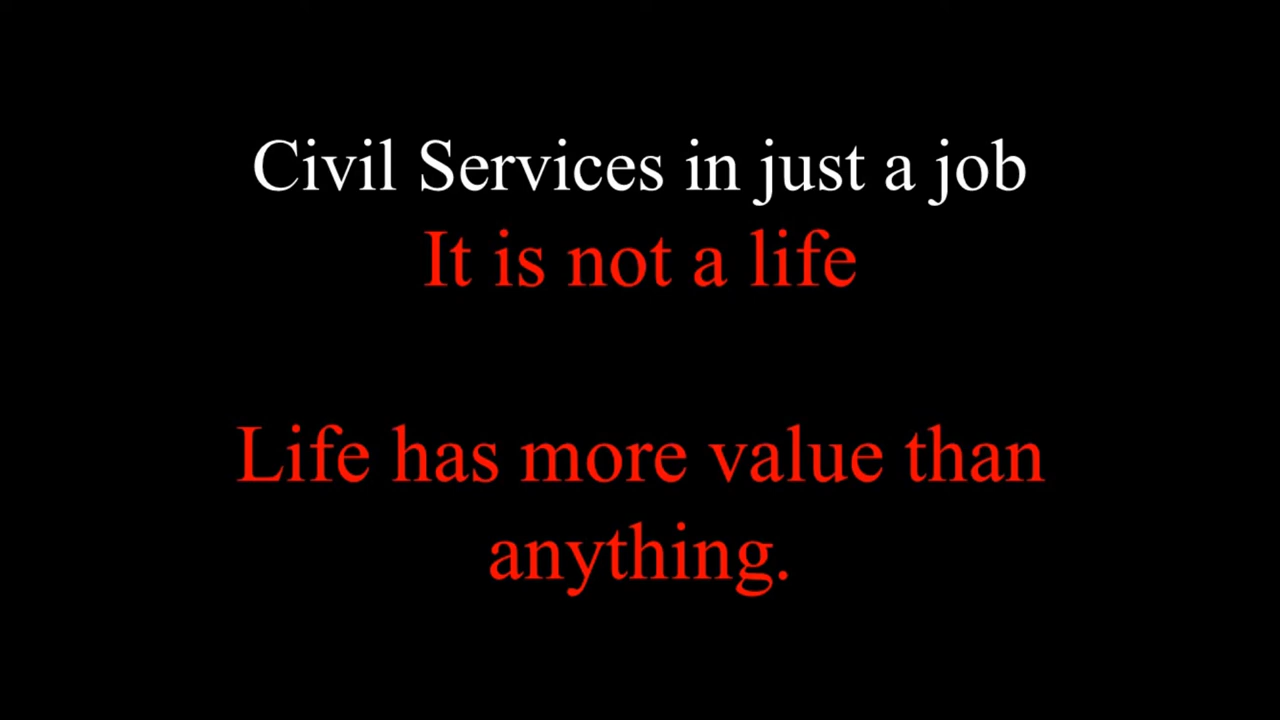 Civil Services in just a job
It is not a life
Life has more value than
anything.